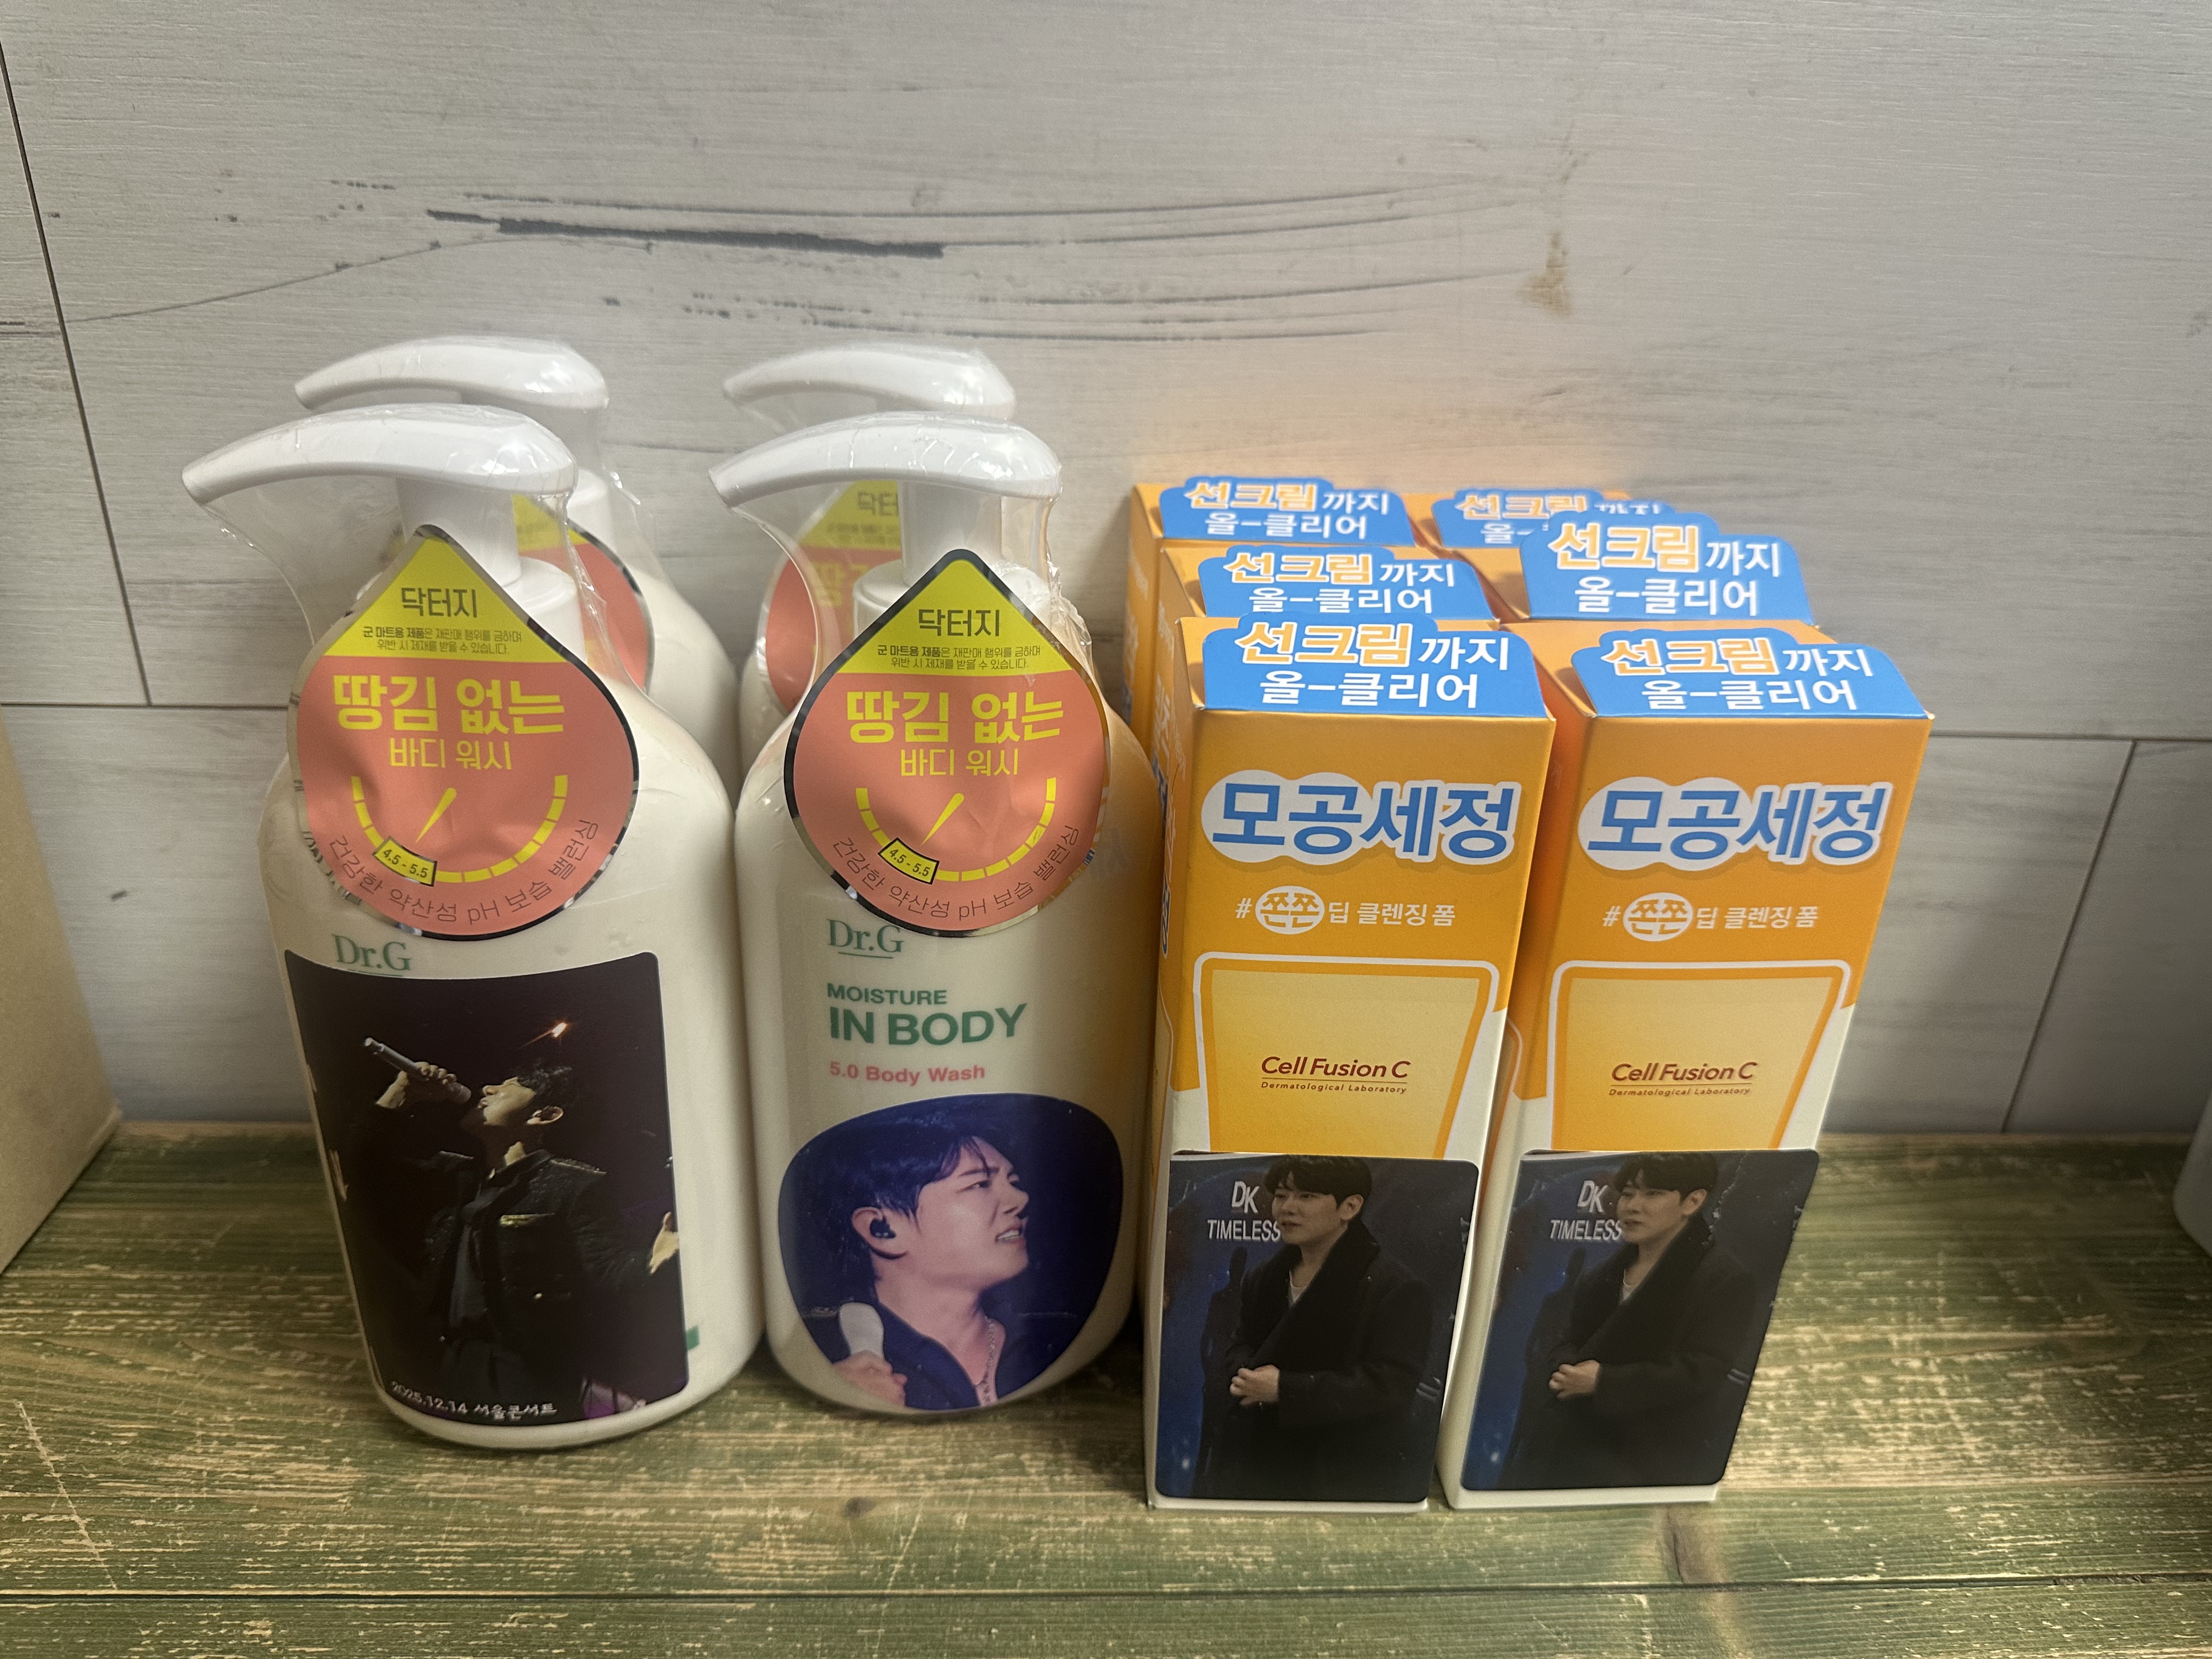 닥터지
군 마트용 제품은 재판매 행위를 금하며
위반 시 제재를 받을 수 있습니다.
땅김 없는
바디 워시
4.5 - 5.5
건강한 약산성 pH 보습 밸런싱
Dr.G
2025.12.14 서울콘서트
닥터
닥터지
군 마트용 제품은 재판매 행위를 금하며
위반 시 제재를 받을 수 있습니다.
땅김 없는
바디 워시
4.5 - 5.5
건강한 약산성 pH 보습 밸런싱
Dr.G
MOISTURE
IN BODY
5.0 Body Wash
선크림까지
올-클리어
선크림까지
선크림까지
올-클리어
선크림까지
올-클리어
선크림까지
올-클리어
모공세정
#쫀쫀 딥 클렌징 폼
Cell Fusion C
Dermatological Laboratory
DK
TIMELESS
선크림까지
올-클리어
모공세정
#쫀쫀 딥 클렌징 폼
Cell Fusion C
Dermatological Laboratory
DK
TIMELESS